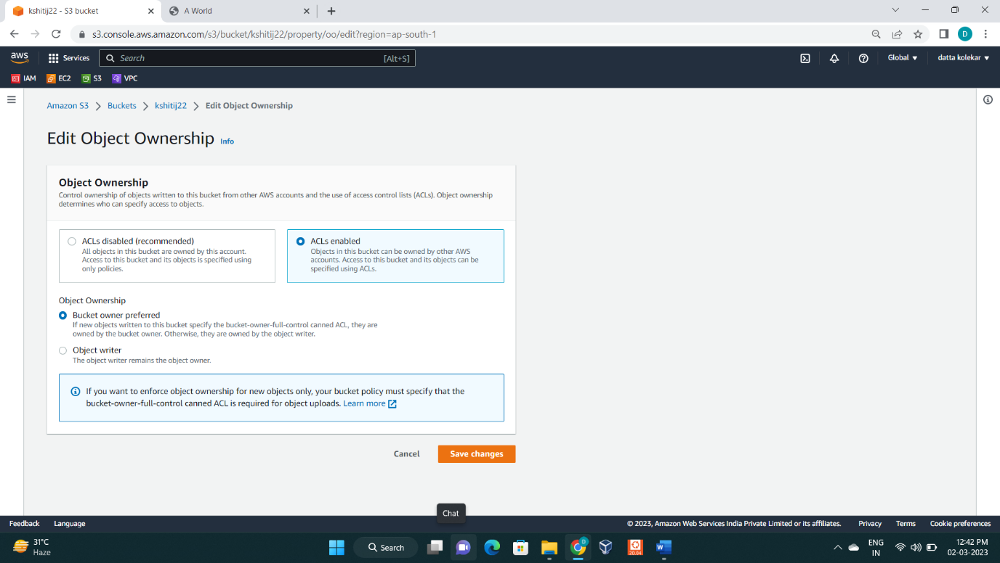 kshitij22 - S3 bucket
A World
s3.console.aws.amazon.com/s3/bucket/kshitij22/property/oo/edit?region=ap-south-1
D
aws
Services
Search
[Alt+S]
Global
datta kolekar
IAM
EC2
S3
VPC
Amazon S3
Buckets
kshitij22
Edit Object Ownership
Edit Object Ownership
Info
Object Ownership
Control ownership of objects written to this bucket from other AWS accounts and the use of access control lists (ACLs). Object ownership
determines who can specify access to objects.
ACLs disabled (recommended)
All objects in this bucket are owned by this account.
Access to this bucket and its objects is specified using
only policies.
ACLs enabled
Objects in this bucket can be owned by other AWS
accounts. Access to this bucket and its objects can be
specified using ACLs.
Object Ownership
Bucket owner preferred
If new objects written to this bucket specify the bucket-owner-full-control canned ACL, they are
owned by the bucket owner. Otherwise, they are owned by the object writer.
Object writer
The object writer remains the object owner.
If you want to enforce object ownership for new objects only, your bucket policy must specify that the
bucket-owner-full-control canned ACL is required for object uploads. Learn more
Cancel
Save changes
Chat
Feedback
Language
© 2023, Amazon Web Services India Private Limited or its affiliates.
Privacy
Terms
Cookie preferences
31°C
Haze
Search
D
20.04
W
ENG
IN
12:42 PM
02-03-2023